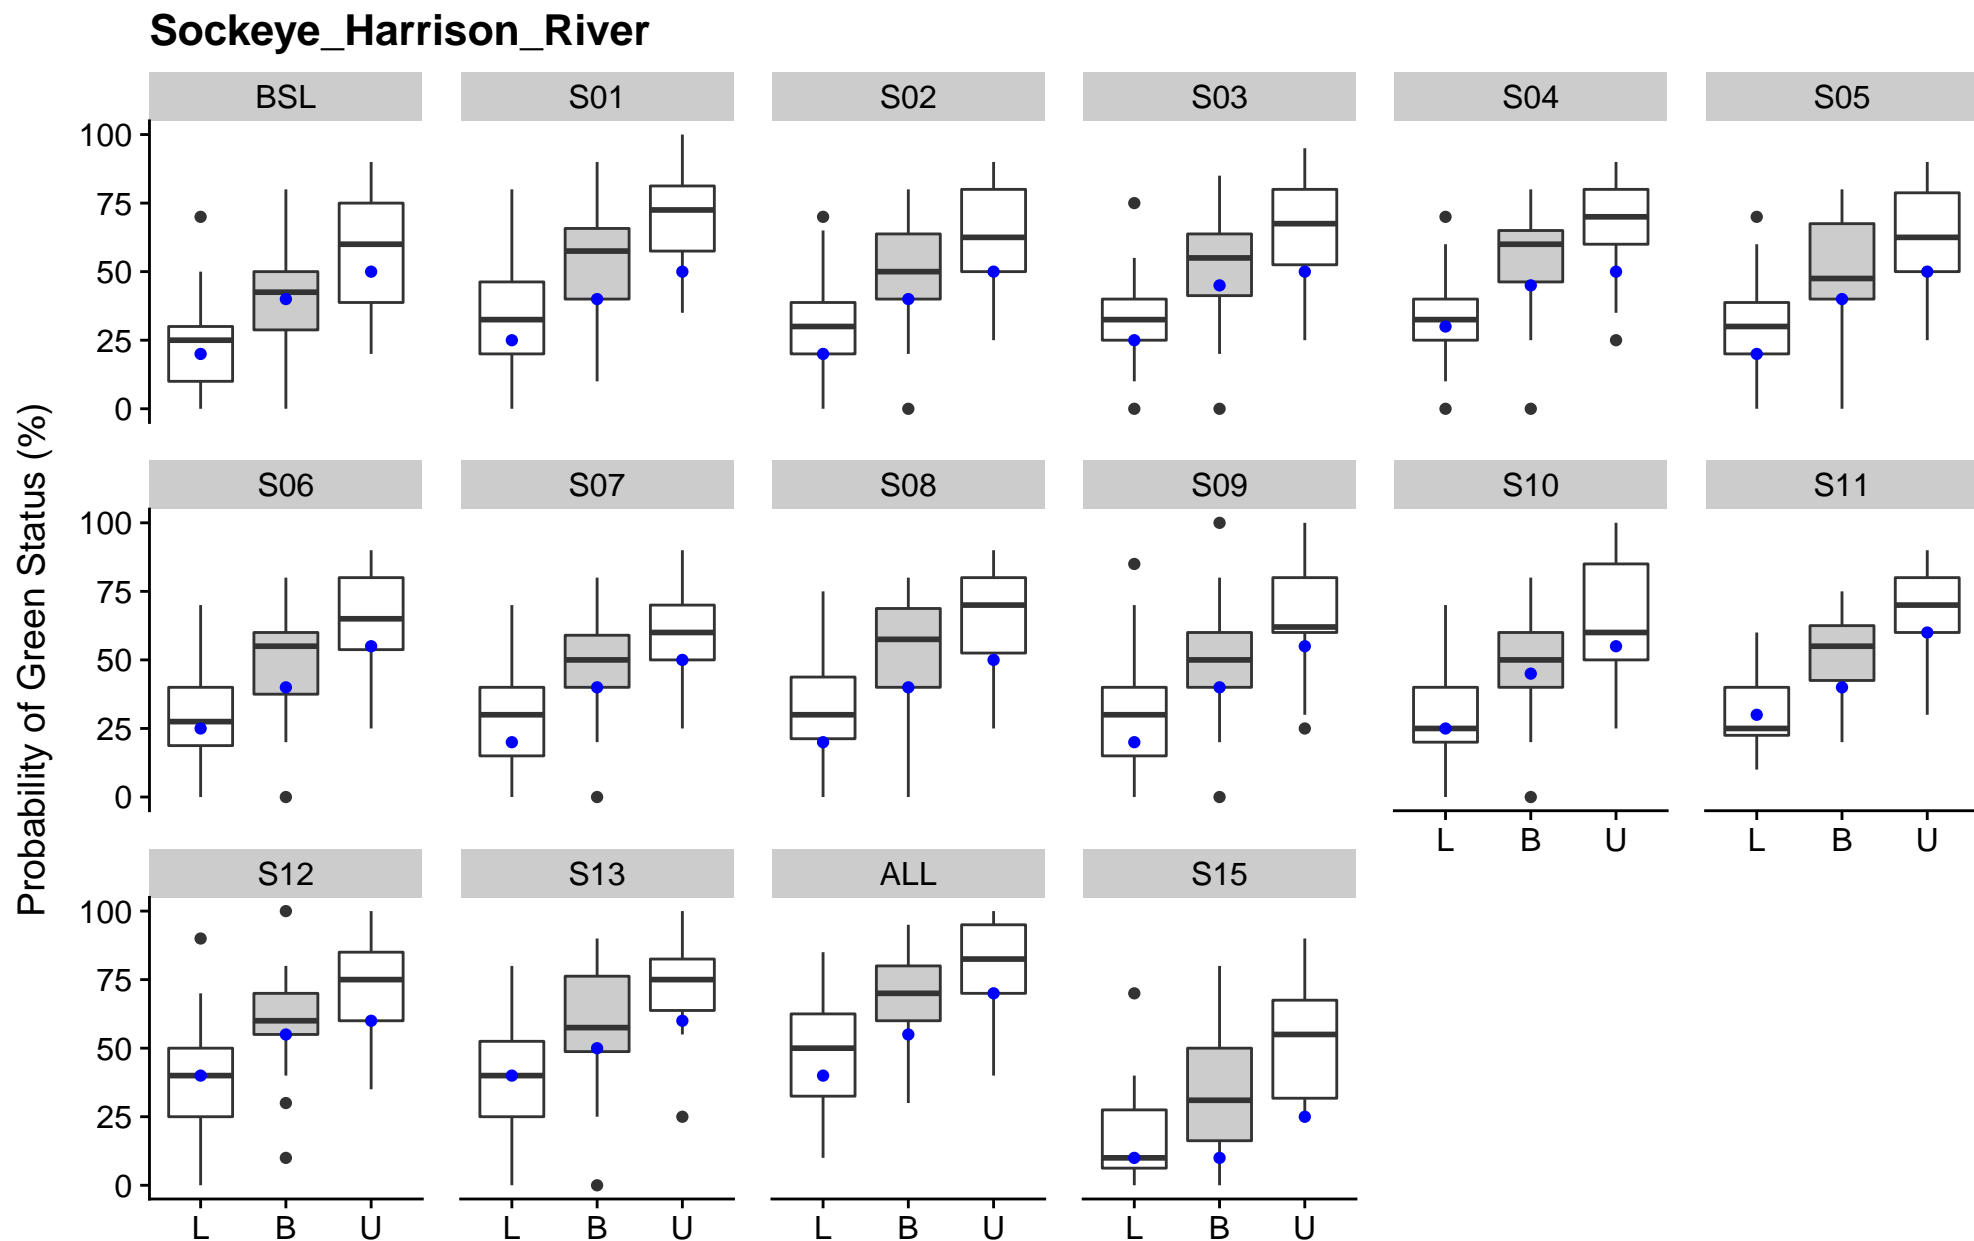 Sockeye_Harrison_River
BSL S01 S02 S03 S04 S05
100
75
50
25
0
S06 S07 S08 S09 S10 S11
100
75
50
25
0
L B U L B U
S12 S13 ALL S15
100
75
50
25
0
L B U L B U L B U L B U
Probability of Green Status (%)